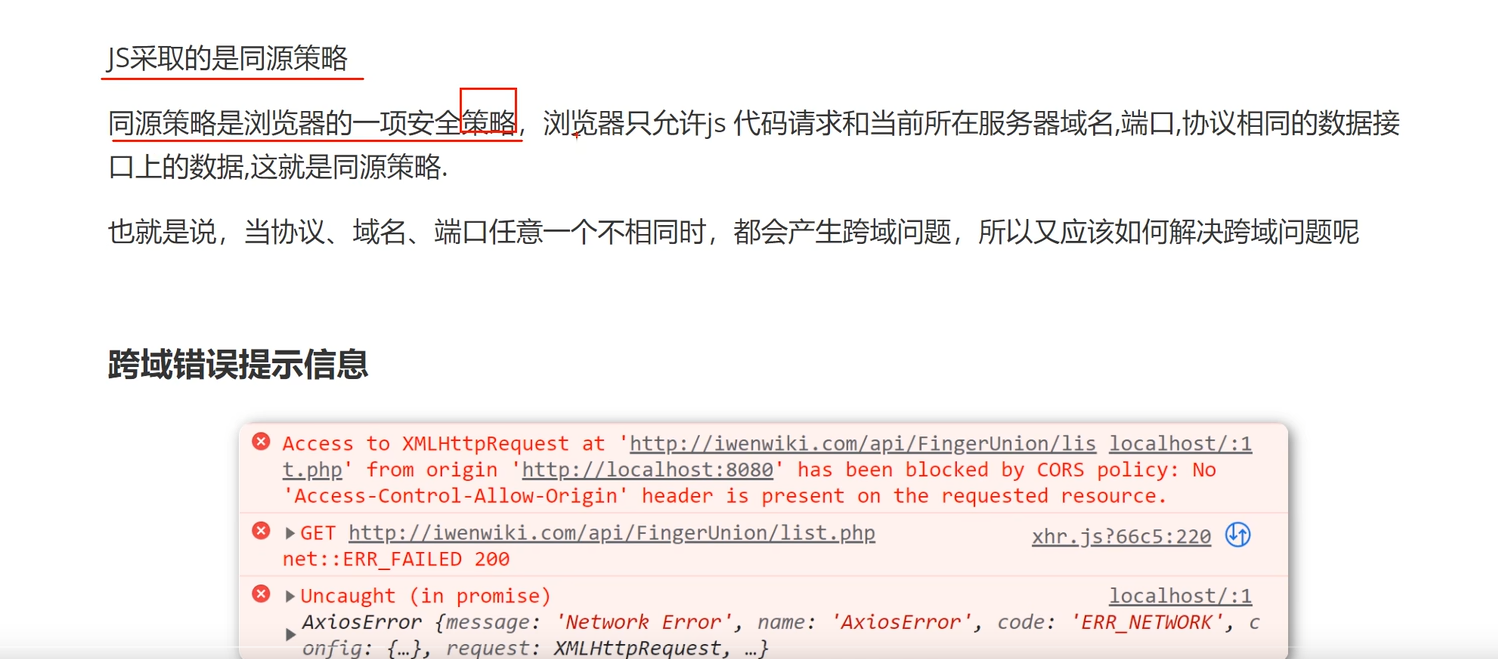 JS采取的是同源策略
同源策略是浏览器的一项安全策略，浏览器只允许js 代码请求和当前所在服务器域名,端口,协议相同的数据接
口上的数据,这就是同源策略.
也就是说，当协议、域名、端口任意一个不相同时，都会产生跨域问题，所以又应该如何解决跨域问题呢
跨域错误提示信息
Access to XMLHttpRequest at 'http://iwenwiki.com/api/FingerUnion/lis localhost/:1
t.php' from origin 'http://localhost:8080' has been blocked by CORS policy: No
'Access-Control-Allow-Origin' header is present on the requested resource.
GET http://iwenwiki.com/api/FingerUnion/list.php xhr.js?66c5:220
net::ERR_FAILED 200
Uncaught (in promise) localhost/:1
AxiosError {message: 'Network Error', name: 'AxiosError', code: 'ERR_NETWORK', c
onfig: {…}, request: XMLHttpRequest, …}